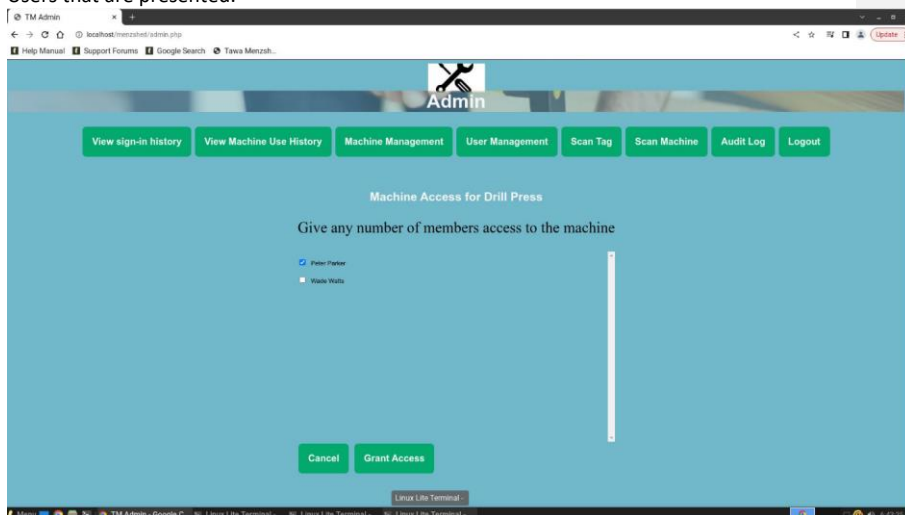 Users that are presented.
TM Admin
localhost/menzshed/admin.php
Update
Help Manual Support Forums Google Search Tawa Menzsh...
Admin
View sign-in history View Machine Use History Machine Management User Management Scan Tag Scan Machine Audit Log Logout
Machine Access for Drill Press
Give any number of members access to the machine
Peter Parker
Wade Watts
Cancel Grant Access
Linux Lite Terminal -
Menu TM Admin - Google C... Linux Lite Terminal - Linux Lite Terminal - Linux Lite Terminal -